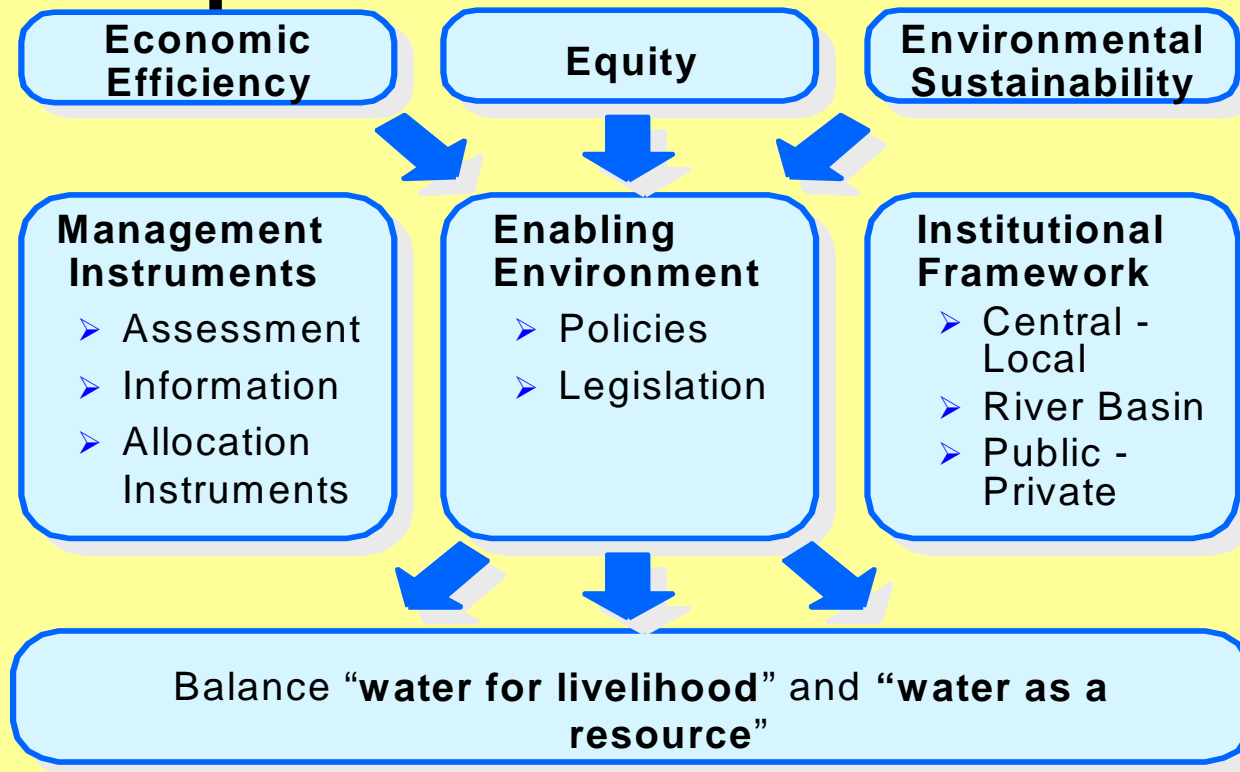 Economic
Efficiency
Equity
Environmental
Sustainability
Management
Instruments
➢ Assessment
➢ Information
➢ Allocation
Instruments
Enabling
Environment
➢ Policies
➢ Legislation
Institutional
Framework
➢ Central -
Local
➢ River Basin
➢ Public -
Private
Balance “water for livelihood” and “water as a
resource”